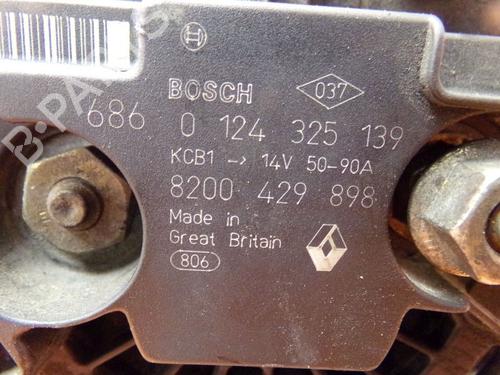 BOSCH 037
686 0 124 325 139
KCB1 -> 14V 50-90A
8200 429 898
Made in
Great Britain
806